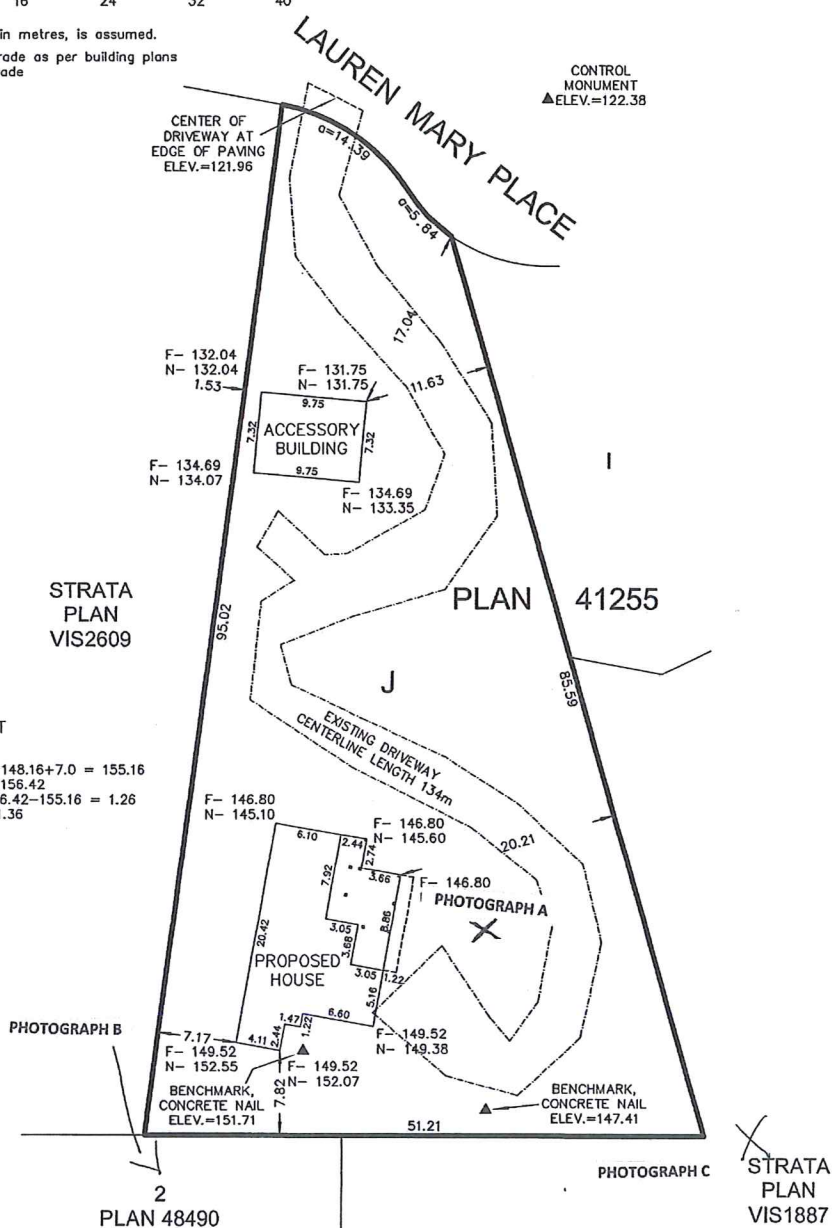 16 24 32 40
in metres, is assumed.
rade as per building plans
ade
LAUREN MARY PLACE
CONTROL
MONUMENT
ELEV.=122.38
CENTER OF
DRIVEWAY AT
EDGE OF PAVING
ELEV.=121.96
a=14.39
a=5.84
17.04
F- 132.04
N- 132.04
1.53
F- 131.75
N- 131.75
11.63
9.75
7.32
ACCESSORY
BUILDING
7.32
9.75
F- 134.69
N- 134.07
F- 134.69
N- 133.35
I
STRATA
PLAN
VIS2609
95.02
PLAN 41255
J
85.59
EXISTING DRIVEWAY
CENTERLINE LENGTH 134m
T
148.16+7.0 = 155.16
156.42
6.42-155.16 = 1.26
1.36
F- 146.80
N- 145.10
F- 146.80
N- 145.60
20.21
6.10
2.44
2.74
3.66
F- 146.80
PHOTOGRAPH A
7.92
8.86
20.42
3.05
3.68
PROPOSED
HOUSE
3.05
1.22
5.16
6.60
1.47
1.22
2.44
4.11
PHOTOGRAPH B
7.17
F- 149.52
N- 152.55
F- 149.52
N- 149.38
F- 149.52
N- 152.07
7.82
BENCHMARK,
CONCRETE NAIL
ELEV.=151.71
BENCHMARK,
CONCRETE NAIL
ELEV.=147.41
51.21
PHOTOGRAPH C
STRATA
PLAN
VIS1887
2
PLAN 48490